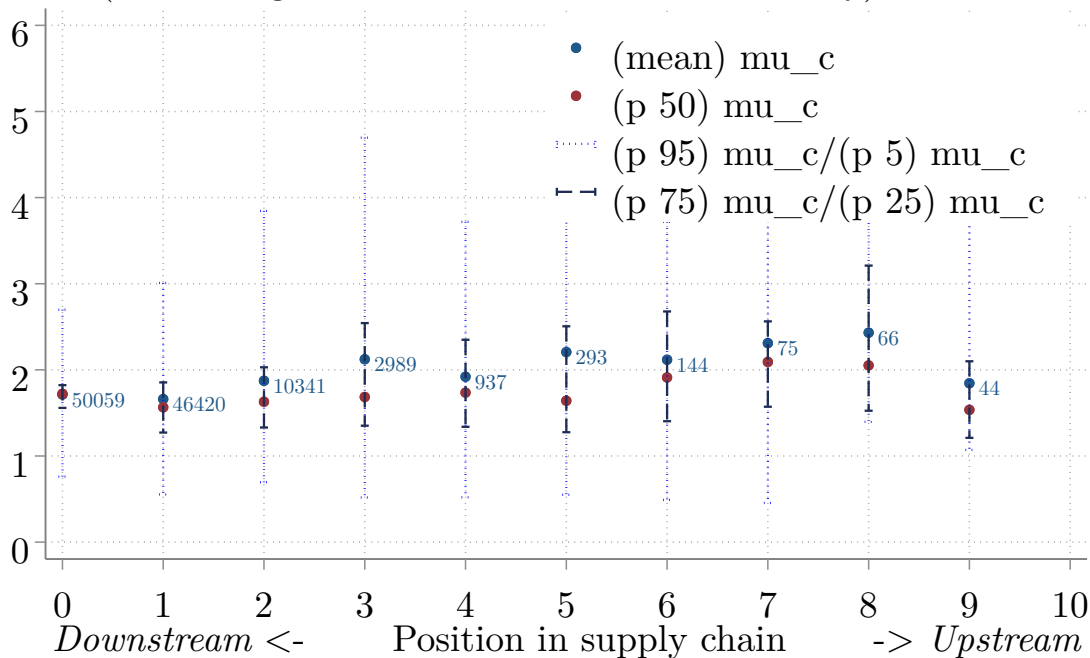 6
(mean) mu_c
5
(p 50) mu_c
(p 95) mu_c/(p 5) mu_c
4
(p 75) mu_c/(p 25) mu_c
3
2
50059
46420
10341
2989
937
293
144
75
66
44
1
0
0 1 2 3 4 5 6 7 8 9 10
Downstream <- Position in supply chain -> Upstream